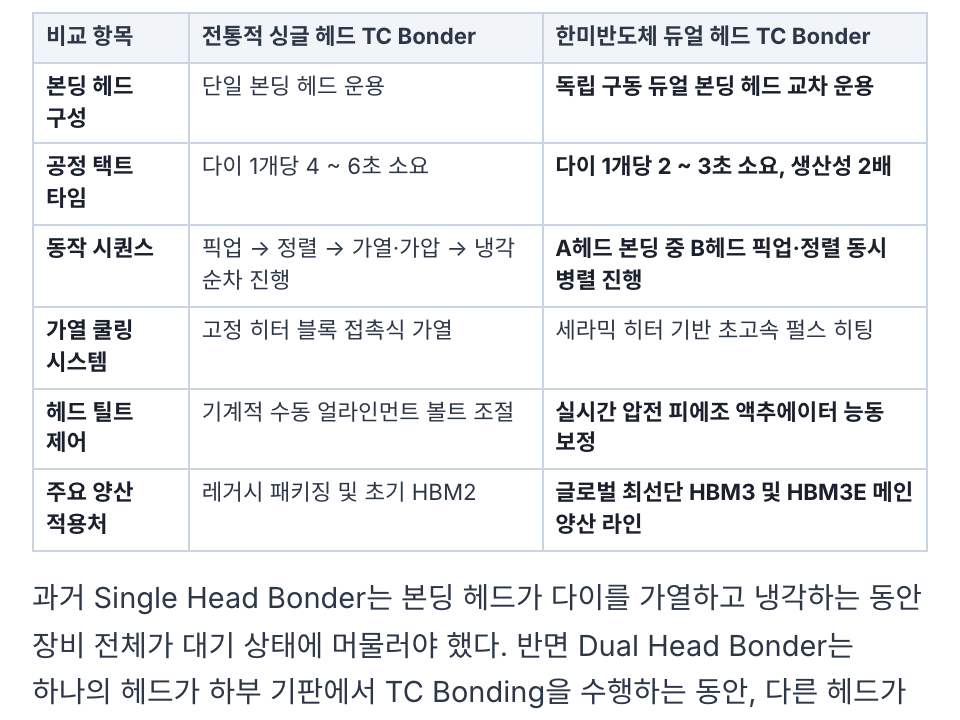 비교 항목 전통적 싱글 헤드 TC Bonder 한미반도체 듀얼 헤드 TC Bonder
본딩 헤드 단일 본딩 헤드 운용 독립 구동 듀얼 본딩 헤드 교차 운용
구성
공정 택트 다이 1개당 4 ~ 6초 소요 다이 1개당 2 ~ 3초 소요, 생산성 2배
타임
동작 시퀀스 픽업 → 정렬 → 가열·가압 → 냉각 A헤드 본딩 중 B헤드 픽업·정렬 동시
순차 진행 병렬 진행
가열 쿨링 고정 히터 블록 접촉식 가열 세라믹 히터 기반 초고속 펄스 히팅
시스템
헤드 틸트 기계적 수동 얼라인먼트 볼트 조절 실시간 압전 피에조 액추에이터 능동
제어 보정
주요 양산 레거시 패키징 및 초기 HBM2 글로벌 최선단 HBM3 및 HBM3E 메인
적용처 양산 라인
과거 Single Head Bonder는 본딩 헤드가 다이를 가열하고 냉각하는 동안
장비 전체가 대기 상태에 머물러야 했다. 반면 Dual Head Bonder는
하나의 헤드가 하부 기판에서 TC Bonding을 수행하는 동안, 다른 헤드가